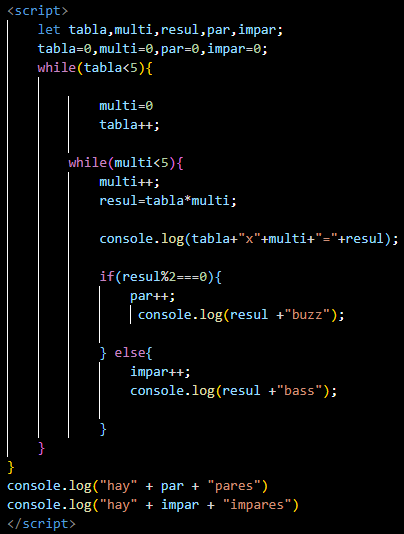 <script>
let tabla,multi,resul,par,impar;
tabla=0,multi=0,par=0,impar=0;
while(tabla<5){
multi=0
tabla++;
while(multi<5){
multi++;
resul=tabla*multi;
console.log(tabla+"x"+multi+"="+resul);
if(resul%2===0){
par++;
console.log(resul +"buzz");
} else{
impar++;
console.log(resul +"bass");
}
}
}
console.log("hay" + par + "pares")
console.log("hay" + impar + "impares")
</script>